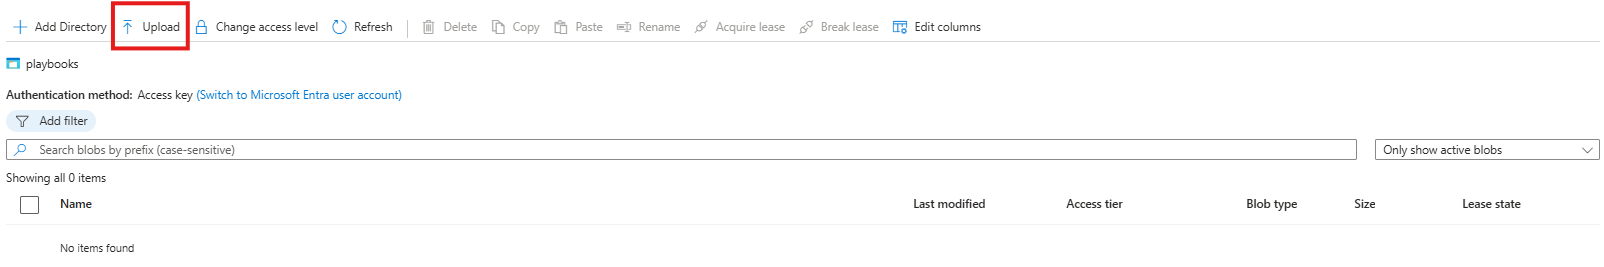 Add Directory Upload Change access level Refresh Delete Copy Paste Rename Acquire lease Break lease Edit columns
playbooks
Authentication method: Access key (Switch to Microsoft Entra user account)
Add filter
Search blobs by prefix (case-sensitive) Only show active blobs
Showing all 0 items
Name Last modified Access tier Blob type Size Lease state
No items found